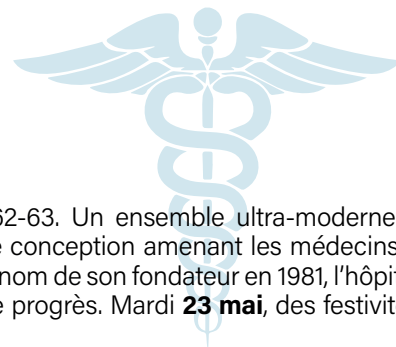 62-63. Un ensemble ultra-moderne
conception amenant les médecins
nom de son fondateur en 1981, l'hôpit
progrès. Mardi 23 mai, des festivit